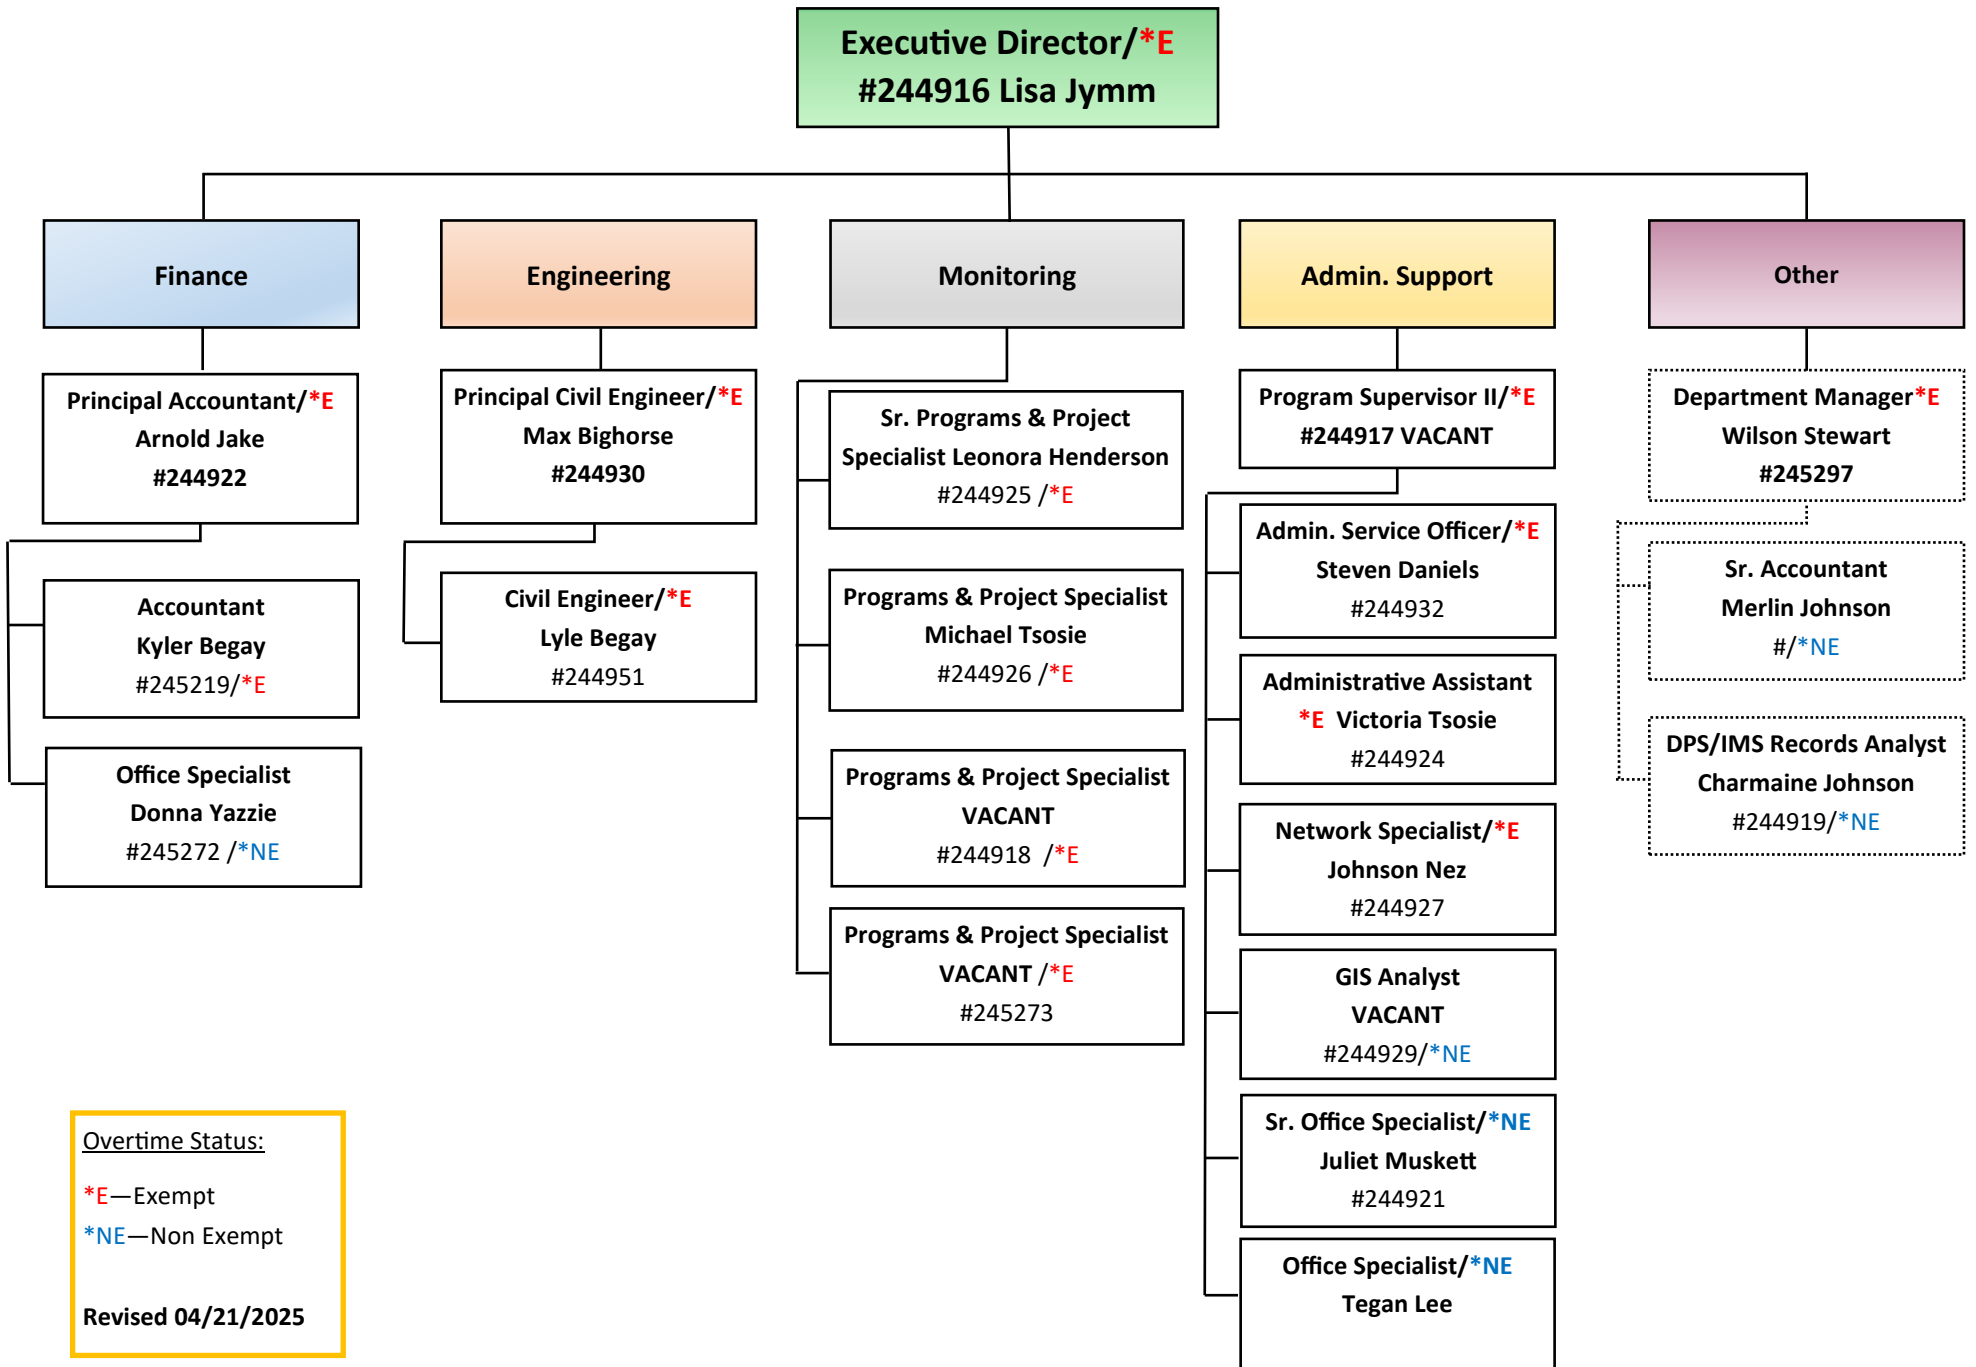 Executive Director/*E
#244916 Lisa Jymm
Finance
Engineering
Monitoring
Admin. Support
Other
Principal Accountant/*E
Arnold Jake
#244922
Accountant
Kyler Begay
#245219/*E
Office Specialist
Donna Yazzie
#245272 /*NE
Principal Civil Engineer/*E
Max Bighorse
#244930
Civil Engineer/*E
Lyle Begay
#244951
Sr. Programs & Project
Specialist Leonora Henderson
#244925 /*E
Programs & Project Specialist
Michael Tsosie
#244926 /*E
Programs & Project Specialist
VACANT
#244918 /*E
Programs & Project Specialist
VACANT /*E
#245273
Program Supervisor II/*E
#244917 VACANT
Admin. Service Officer/*E
Steven Daniels
#244932
Administrative Assistant
*E Victoria Tsosie
#244924
Network Specialist/*E
Johnson Nez
#244927
GIS Analyst
VACANT
#244929/*NE
Sr. Office Specialist/*NE
Juliet Muskett
#244921
Office Specialist/*NE
Tegan Lee
Department Manager*E
Wilson Stewart
#245297
Sr. Accountant
Merlin Johnson
#/*NE
DPS/IMS Records Analyst
Charmaine Johnson
#244919/*NE
Overtime Status:
*E—Exempt
*NE—Non Exempt
Revised 04/21/2025